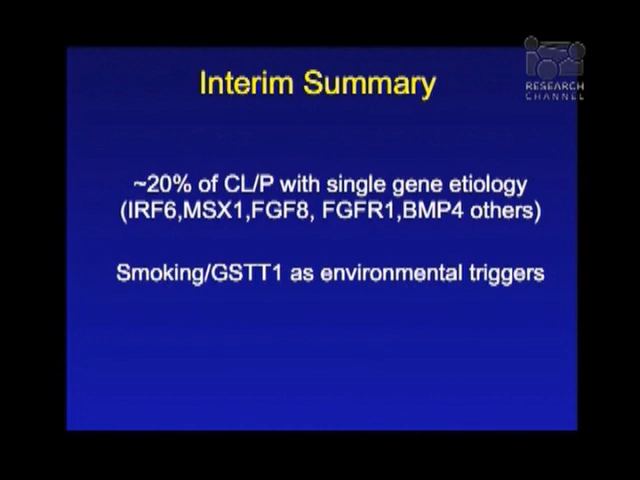 Interim Summary
RESEARCH
CHANNEL
~20% of CL/P with single gene etiology
(IRF6,MSX1,FGF8, FGFR1,BMP4 others)
Smoking/GSTT1 as environmental triggers